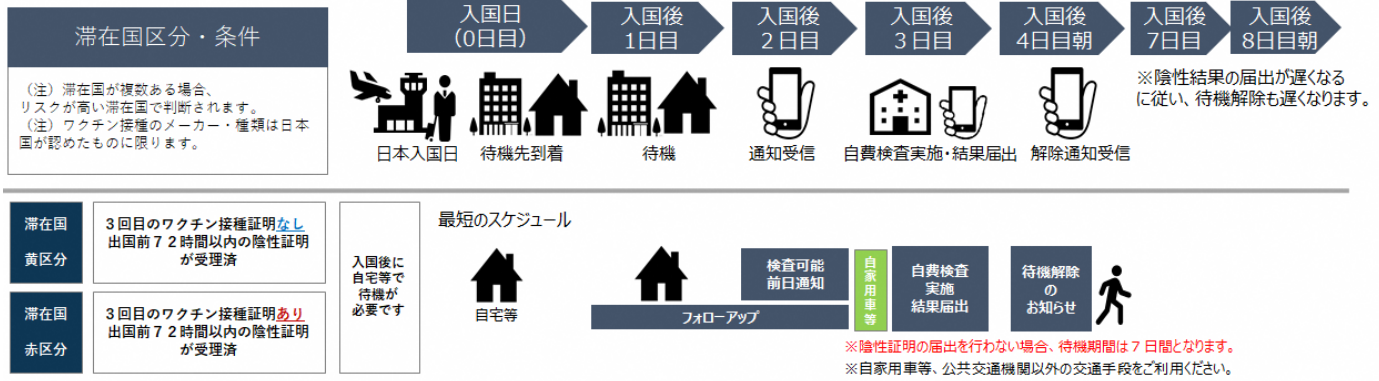 滞在国区分・条件
（注）滞在国が複数ある場合、
リスクが高い滞在国で判断されます。
（注）ワクチン接種のメーカー・種類は日本
国が認めたものに限ります。
入国日
（0日目）
入国後
1日目
入国後
２日目
入国後
３日目
入国後
4日目朝
入国後
7日目
入国後
8日目朝
日本入国日
待機先到着
待機
通知受信
自費検査実施・結果届出
解除通知受信
※陰性結果の届出が遅くなる
に従い、待機解除も遅くなります。
滞在国
黄区分
３回目のワクチン接種証明なし
出国前７２時間以内の陰性証明
が受理済
滞在国
赤区分
３回目のワクチン接種証明あり
出国前７２時間以内の陰性証明
が受理済
入国後に
自宅等で
待機が
必要です
最短のスケジュール
自宅等
検査可能
前日通知
フォローアップ
自家用車等
自費検査
実施
結果届出
待機解除
の
お知らせ
※陰性証明の届出を行わない場合、待機期間は７日間となります。
※自家用車等、公共交通機関以外の交通手段をご利用ください。